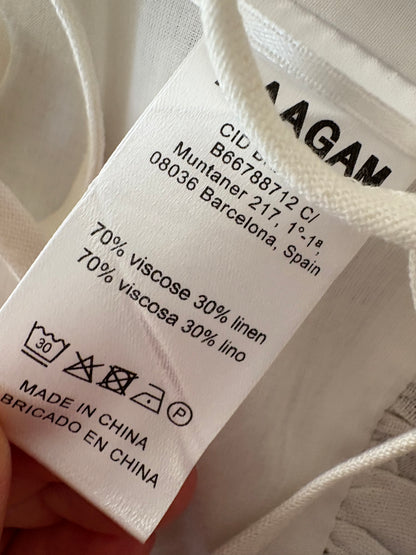 AAGAM
CID
B66788712 C/
Muntaner 217, 1º-1ª,
08036 Barcelona, Spain
70% viscose 30% linen
70% viscosa 30% lino
30
P
MADE IN CHINA
BRICADO EN CHINA